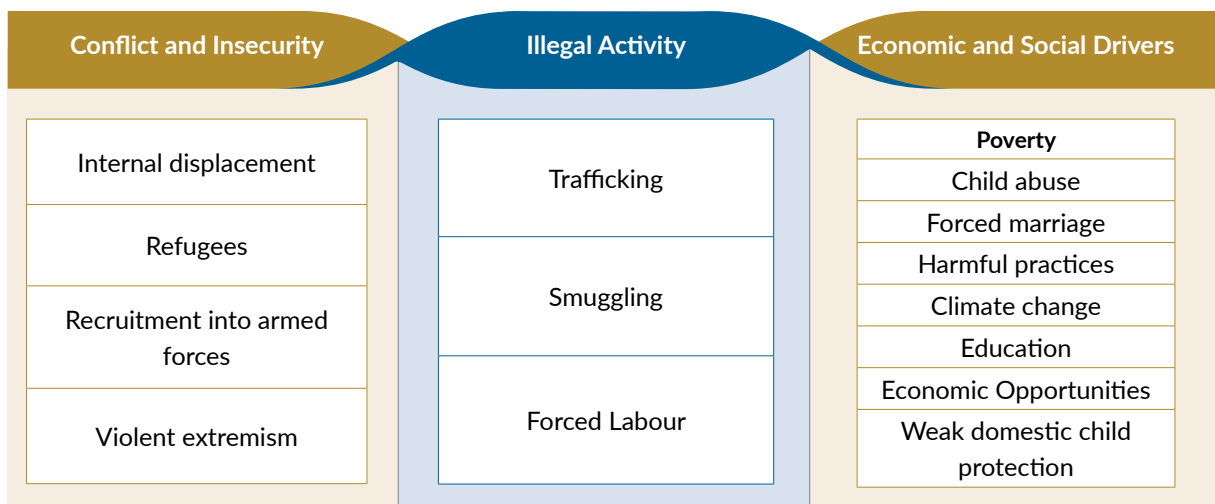 Conflict and Insecurity
Internal displacement
Refugees
Recruitment into armed
forces
Violent extremism
Illegal Activity
Trafficking
Smuggling
Forced Labour
Economic and Social Drivers
Poverty
Child abuse
Forced marriage
Harmful practices
Climate change
Education
Economic Opportunities
Weak domestic child
protection